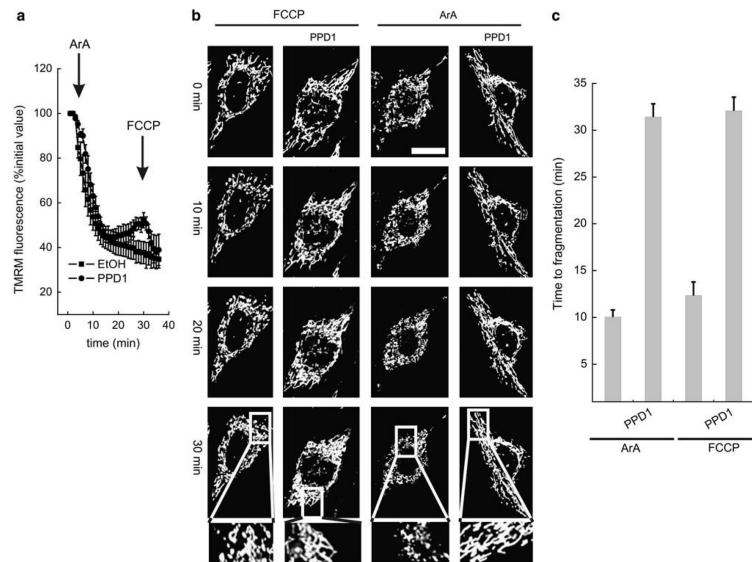 a
ArA
FCCP
TMRM fluorescence (%initial value)
120
100
80
60
40
20
EtOH
PPD1
0
10
20
30
40
time (min)
b
FCCP
ArA
PPD1
PPD1
0 min
10 min
20 min
30 min
c
Time to fragmentation (min)
35
30
25
20
15
10
5
PPD1
PPD1
ArA
FCCP